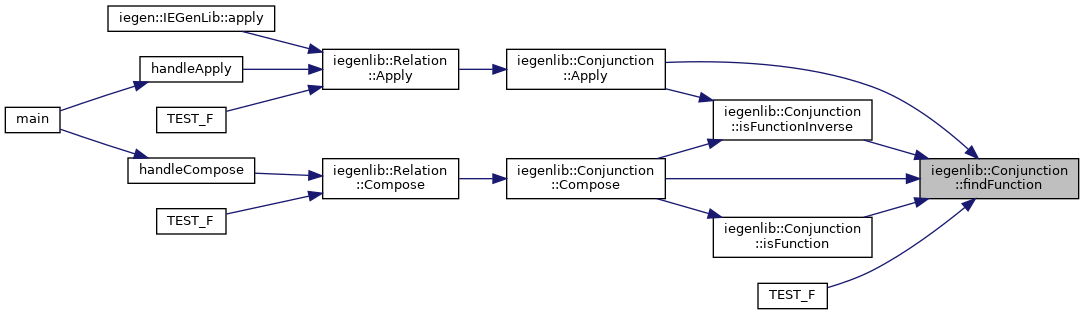 iegen::IEGenLib::apply
handleApply
TEST_F
main
handleCompose
TEST_F
iegenlib::Relation
::Apply
iegenlib::Relation
::Compose
iegenlib::Conjunction
::Apply
iegenlib::Conjunction
::Compose
iegenlib::Conjunction
::isFunctionInverse
iegenlib::Conjunction
::isFunction
TEST_F
iegenlib::Conjunction
::findFunction